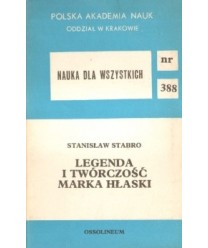 POLSKA AKADEMIA NAUK
ODDZIAŁ W KRAKOWIE
NAUKA DLA WSZYSTKICH
nr
388
STANISŁAW STABRO
LEGENDA
I TWÓRCZOŚĆ
MARKA HŁASKI
OSSOLINEUM